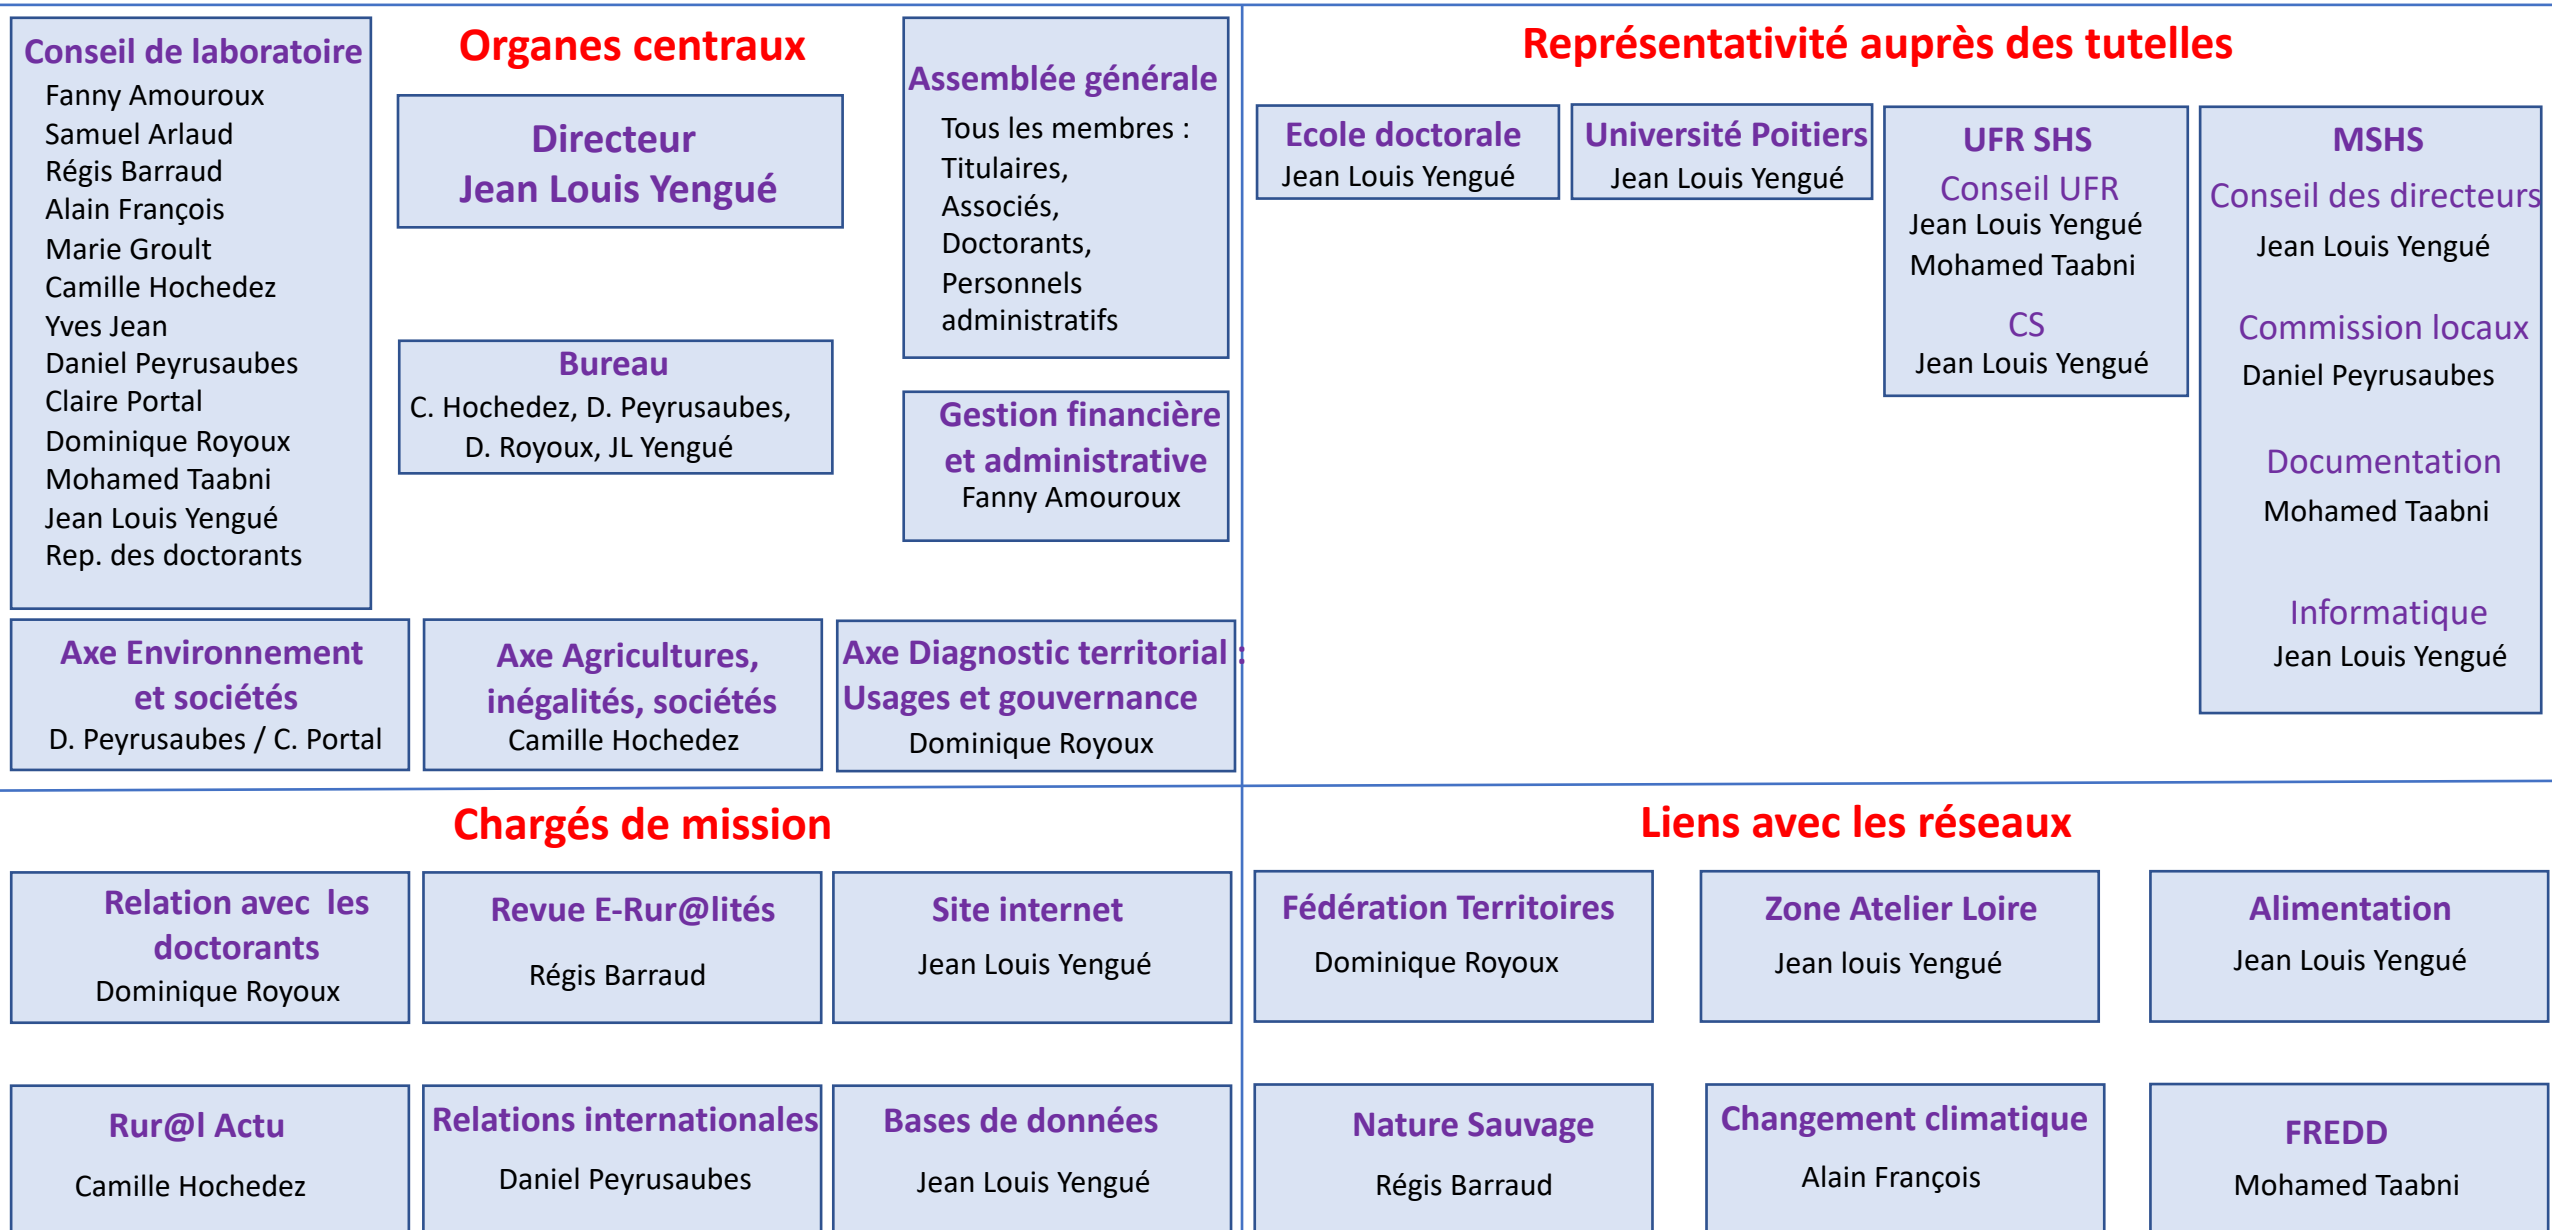 Organes centraux
Conseil de laboratoire
Fanny Amouroux
Samuel Arlaud
Régis Barraud
Alain François
Marie Groult
Camille Hochedez
Yves Jean
Daniel Peyrusaubes
Claire Portal
Dominique Royoux
Mohamed Taabni
Jean Louis Yengué
Rep. des doctorants
Directeur
Jean Louis Yengué
Bureau
C. Hochedez, D. Peyrusaubes,
D. Royoux, JL Yengué
Assemblée générale
Tous les membres :
Titulaires,
Associés,
Doctorants,
Personnels
administratifs
Gestion financière
et administrative
Fanny Amouroux
Axe Environnement
et sociétés
D. Peyrusaubes / C. Portal
Axe Agricultures,
inégalités, sociétés
Camille Hochedez
Axe Diagnostic territorial :
Usages et gouvernance
Dominique Royoux
Représentativité auprès des tutelles
Ecole doctorale
Jean Louis Yengué
Université Poitiers
Jean Louis Yengué
UFR SHS
Conseil UFR
Jean Louis Yengué
Mohamed Taabni
CS
Jean Louis Yengué
MSHS
Conseil des directeurs
Jean Louis Yengué
Commission locaux
Daniel Peyrusaubes
Documentation
Mohamed Taabni
Informatique
Jean Louis Yengué
Chargés de mission
Relation avec les
doctorants
Dominique Royoux
Revue E-Rur@lités
Régis Barraud
Site internet
Jean Louis Yengué
Rur@l Actu
Camille Hochedez
Relations internationales
Daniel Peyrusaubes
Bases de données
Jean Louis Yengué
Liens avec les réseaux
Fédération Territoires
Dominique Royoux
Zone Atelier Loire
Jean louis Yengué
Alimentation
Jean Louis Yengué
Nature Sauvage
Régis Barraud
Changement climatique
Alain François
FREDD
Mohamed Taabni